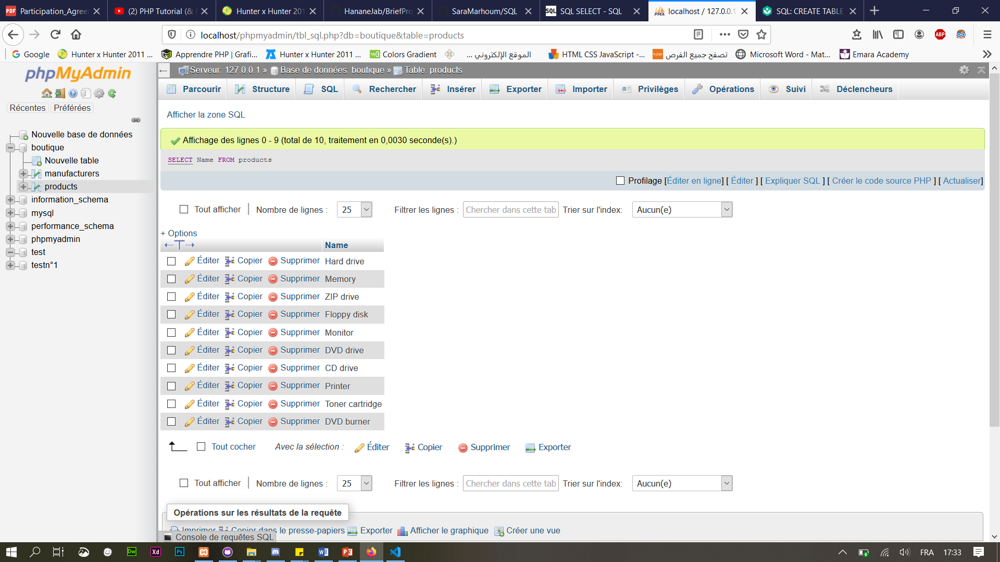 Participation_Agree
(2) PHP Tutorial (&
Hunter x Hunter 201
HananeJab/BriefPro
SaraMarhoum/SQL
SQL SELECT - SQL
localhost / 127.0.0.1
SQL: CREATE TABLE
localhost/phpmyadmin/tbl_sql.php?db=boutique&table=products
Google
Hunter x Hunter 2011 ...
Apprendre PHP | Grafi...
Hunter x Hunter 2011 ...
Colors Gradient
الموقع الإلكتروني ...
HTML CSS JavaScript -...
تصفح جميع الفرص
Microsoft Word - Mat...
Emara Academy
phpMyAdmin
Récentes Préférées
Nouvelle base de données
boutique
Nouvelle table
manufacturers
products
information_schema
mysql
performance_schema
phpmyadmin
test
testn°1
Serveur: 127.0.0.1 » Base de données: boutique » Table: products
Parcourir Structure SQL Rechercher Insérer Exporter Importer Privilèges Opérations Suivi Déclencheurs
Afficher la zone SQL
Affichage des lignes 0 - 9 (total de 10, traitement en 0,0030 seconde(s).)
SELECT Name FROM products
Profilage [Éditer en ligne] [ Éditer ] [ Expliquer SQL ] [ Créer le code source PHP ] [ Actualiser]
Tout afficher Nombre de lignes : 25 Filtrer les lignes : Chercher dans cette tab Trier sur l'index: Aucun(e)
+ Options
Name
Éditer Copier Supprimer Hard drive
Éditer Copier Supprimer Memory
Éditer Copier Supprimer ZIP drive
Éditer Copier Supprimer Floppy disk
Éditer Copier Supprimer Monitor
Éditer Copier Supprimer DVD drive
Éditer Copier Supprimer CD drive
Éditer Copier Supprimer Printer
Éditer Copier Supprimer Toner cartridge
Éditer Copier Supprimer DVD burner
Tout cocher Avec la sélection : Éditer Copier Supprimer Exporter
Tout afficher Nombre de lignes : 25 Filtrer les lignes : Chercher dans cette tab Trier sur l'index: Aucun(e)
Opérations sur les résultats de la requête
Imprimer Copier dans le presse-papiers Exporter Afficher le graphique Créer une vue
Console de requêtes SQL
FRA 17:33